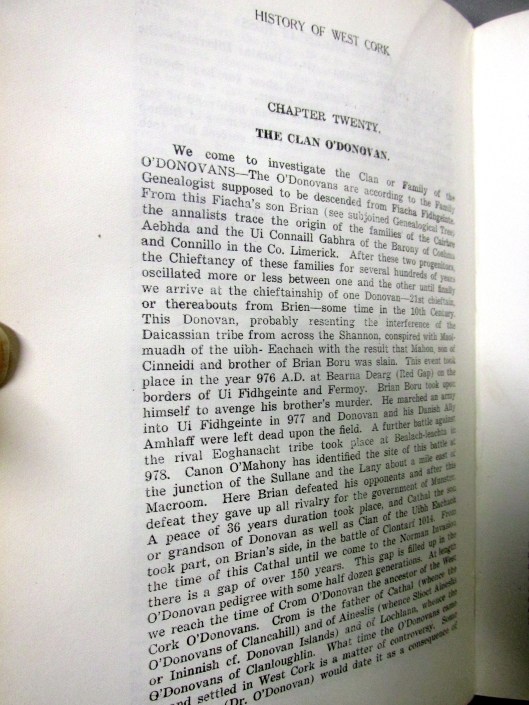 HISTORY OF WEST CORK
CHAPTER TWENTY.
THE CLAN O'DONOVAN.
We come to investigate the Clan or Family of the
O'DONOVANS—The O'Donovans are according to the Family
Genealogist supposed to be descended from Fiacha Fidhgeinte.
From this Fiacha's son Brian (see subjoined Genealogical Tree)
the annalists trace the origin of the families of the Cairbre
Aebhda and the Ui Connaill Gabhra of the Barony of Coshma
and Connillo in the Co. Limerick. After these two progenitors,
the Chieftancy of these families for several hundreds of years
oscillated more or less between one and the other until finally
we arrive at the chieftainship of one Donovan—21st chieftain,
or thereabouts from Brien—some time in the 10th Century.
This Donovan, probably resenting the interference of the
Daicassian tribe from across the Shannon, conspired with Maol-
muadh of the uibh- Eachach with the result that Mahon, son of
Cinneidi and brother of Brian Boru was slain. This event took
place in the year 976 A.D. at Bearna Dearg (Red Gap) on the
borders of Ui Fidhgeinte and Fermoy. Brian Boru took upon
himself to avenge his brother's murder. He marched an army
into Ui Fidhgeinte in 977 and Donovan and his Danish Ally
Amhlaff were left dead upon the field. A further battle against
the rival Eoghanacht tribe took place at Bealach-leachta in
978. Canon O'Mahony has identified the site of this battle at
the junction of the Sullane and the Lany about a mile east of
Macroom. Here Brian defeated his opponents and after this
defeat they gave up all rivalry for the government of Munster.
A peace of 36 years duration took place, and Cathal the son
or grandson of Donovan as well as Cian of the Uibh Eachach
took part, on Brian's side, in the battle of Clontarf 1014. From
the time of this Cathal until we come to the Norman Invasion
there is a gap of over 150 years. This gap is filled up in the
O'Donovan pedigree with some half dozen generations. At length
we reach the time of Crom O'Donovan the ancestor of the West
Cork O'Donovans. Crom is the father of Cathal (whence the
O'Donovans of Clancahill) and of Aineslis (whence Slioct Aineslis
or Ininnish cf. Donovan Islands) and of Lochlano, whence the
O'Donovans of Clanloughlin. What time the O'Donovans came
and settled in West Cork is a matter of controversy. Some
(Dr. O'Donovan) would date it as a consequence of